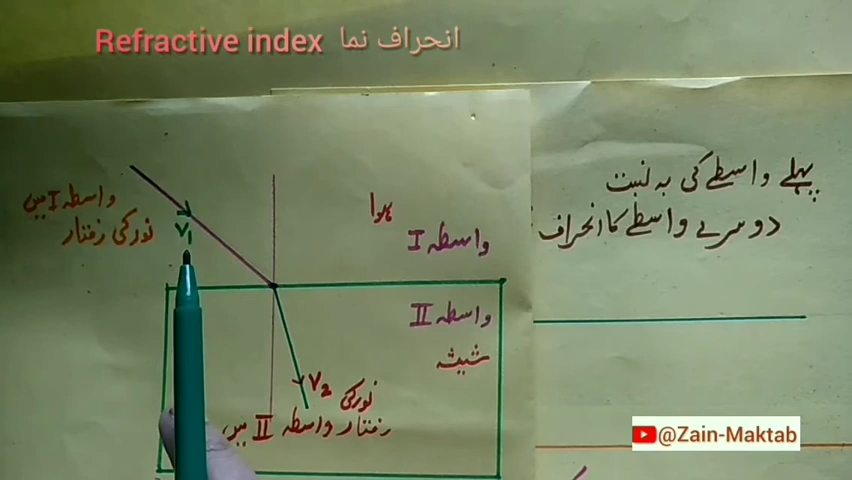 Refractive index انحراف نما
پہلے واسطے کی بہ نسبت
دوسرے واسطے کا انحراف
واسطہ I میں
نور کی رفتار
V1
ہوا
واسطہ I
واسطہ II
شیشہ
V2
نور کی
رفتار واسطہ II میں
@Zain-Maktab